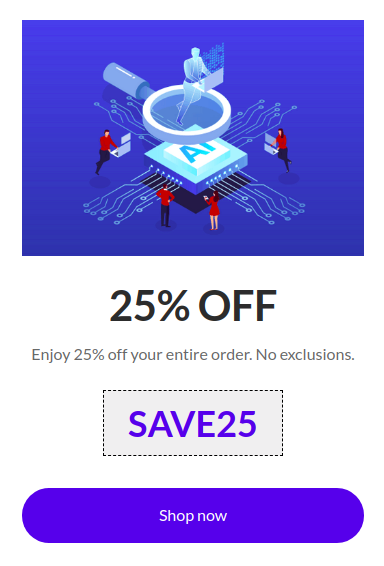 AI
25% OFF
Enjoy 25% off your entire order. No exclusions.
SAVE25
Shop now